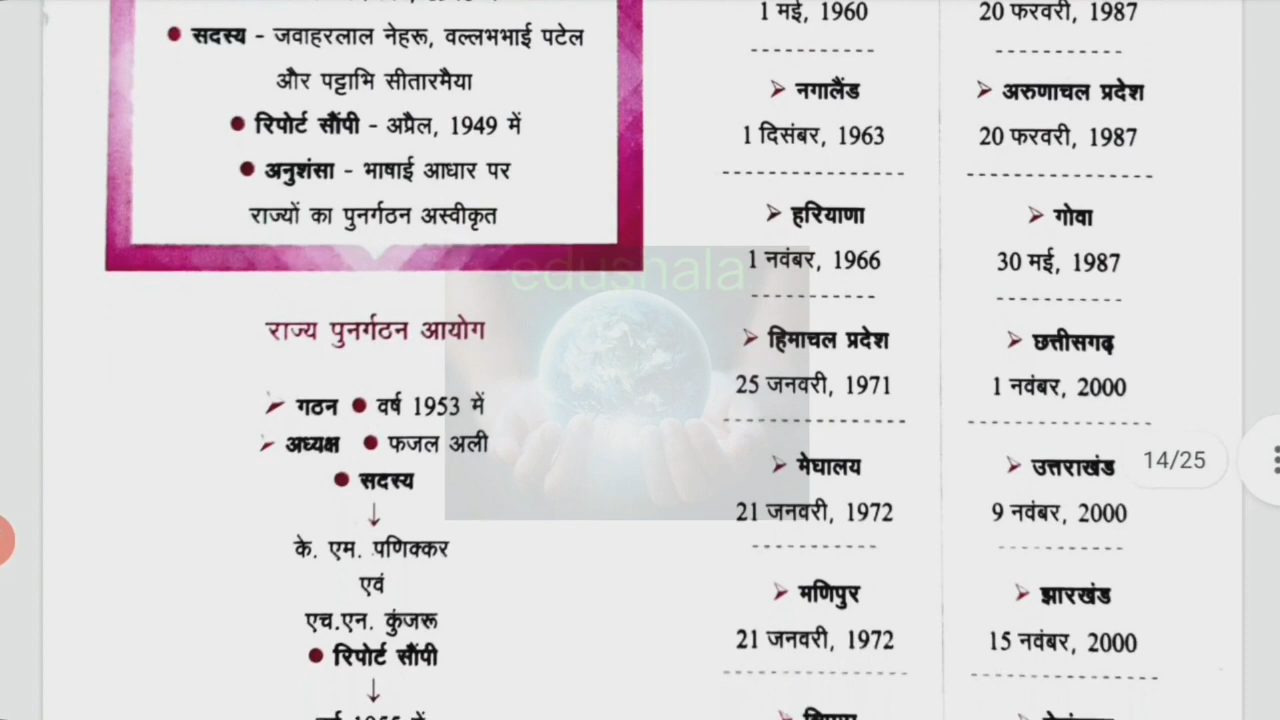 ● सदस्य - जवाहरलाल नेहरू, वल्लभभाई पटेल
और पट्टाभि सीतारमैया
● रिपोर्ट सौंपी - अप्रैल, 1949 में
● अनुशंसा - भाषाई आधार पर
राज्यों का पुनर्गठन अस्वीकृत
राज्य पुनर्गठन आयोग
➢ गठन ● वर्ष 1953 में
➢ अध्यक्ष ● फजल अली
● सदस्य
↓
के. एम. पणिक्कर
एवं
एच.एन. कुंजरू
● रिपोर्ट सौंपी
↓
1 मई, 1960
➢ नगालैंड
1 दिसंबर, 1963
➢ हरियाणा
1 नवंबर, 1966
➢ हिमाचल प्रदेश
25 जनवरी, 1971
➢ मेघालय
21 जनवरी, 1972
➢ मणिपुर
21 जनवरी, 1972
20 फरवरी, 1987
➢ अरुणाचल प्रदेश
20 फरवरी, 1987
➢ गोवा
30 मई, 1987
➢ छत्तीसगढ़
1 नवंबर, 2000
➢ उत्तराखंड
9 नवंबर, 2000
➢ झारखंड
15 नवंबर, 2000
edushala
14/25